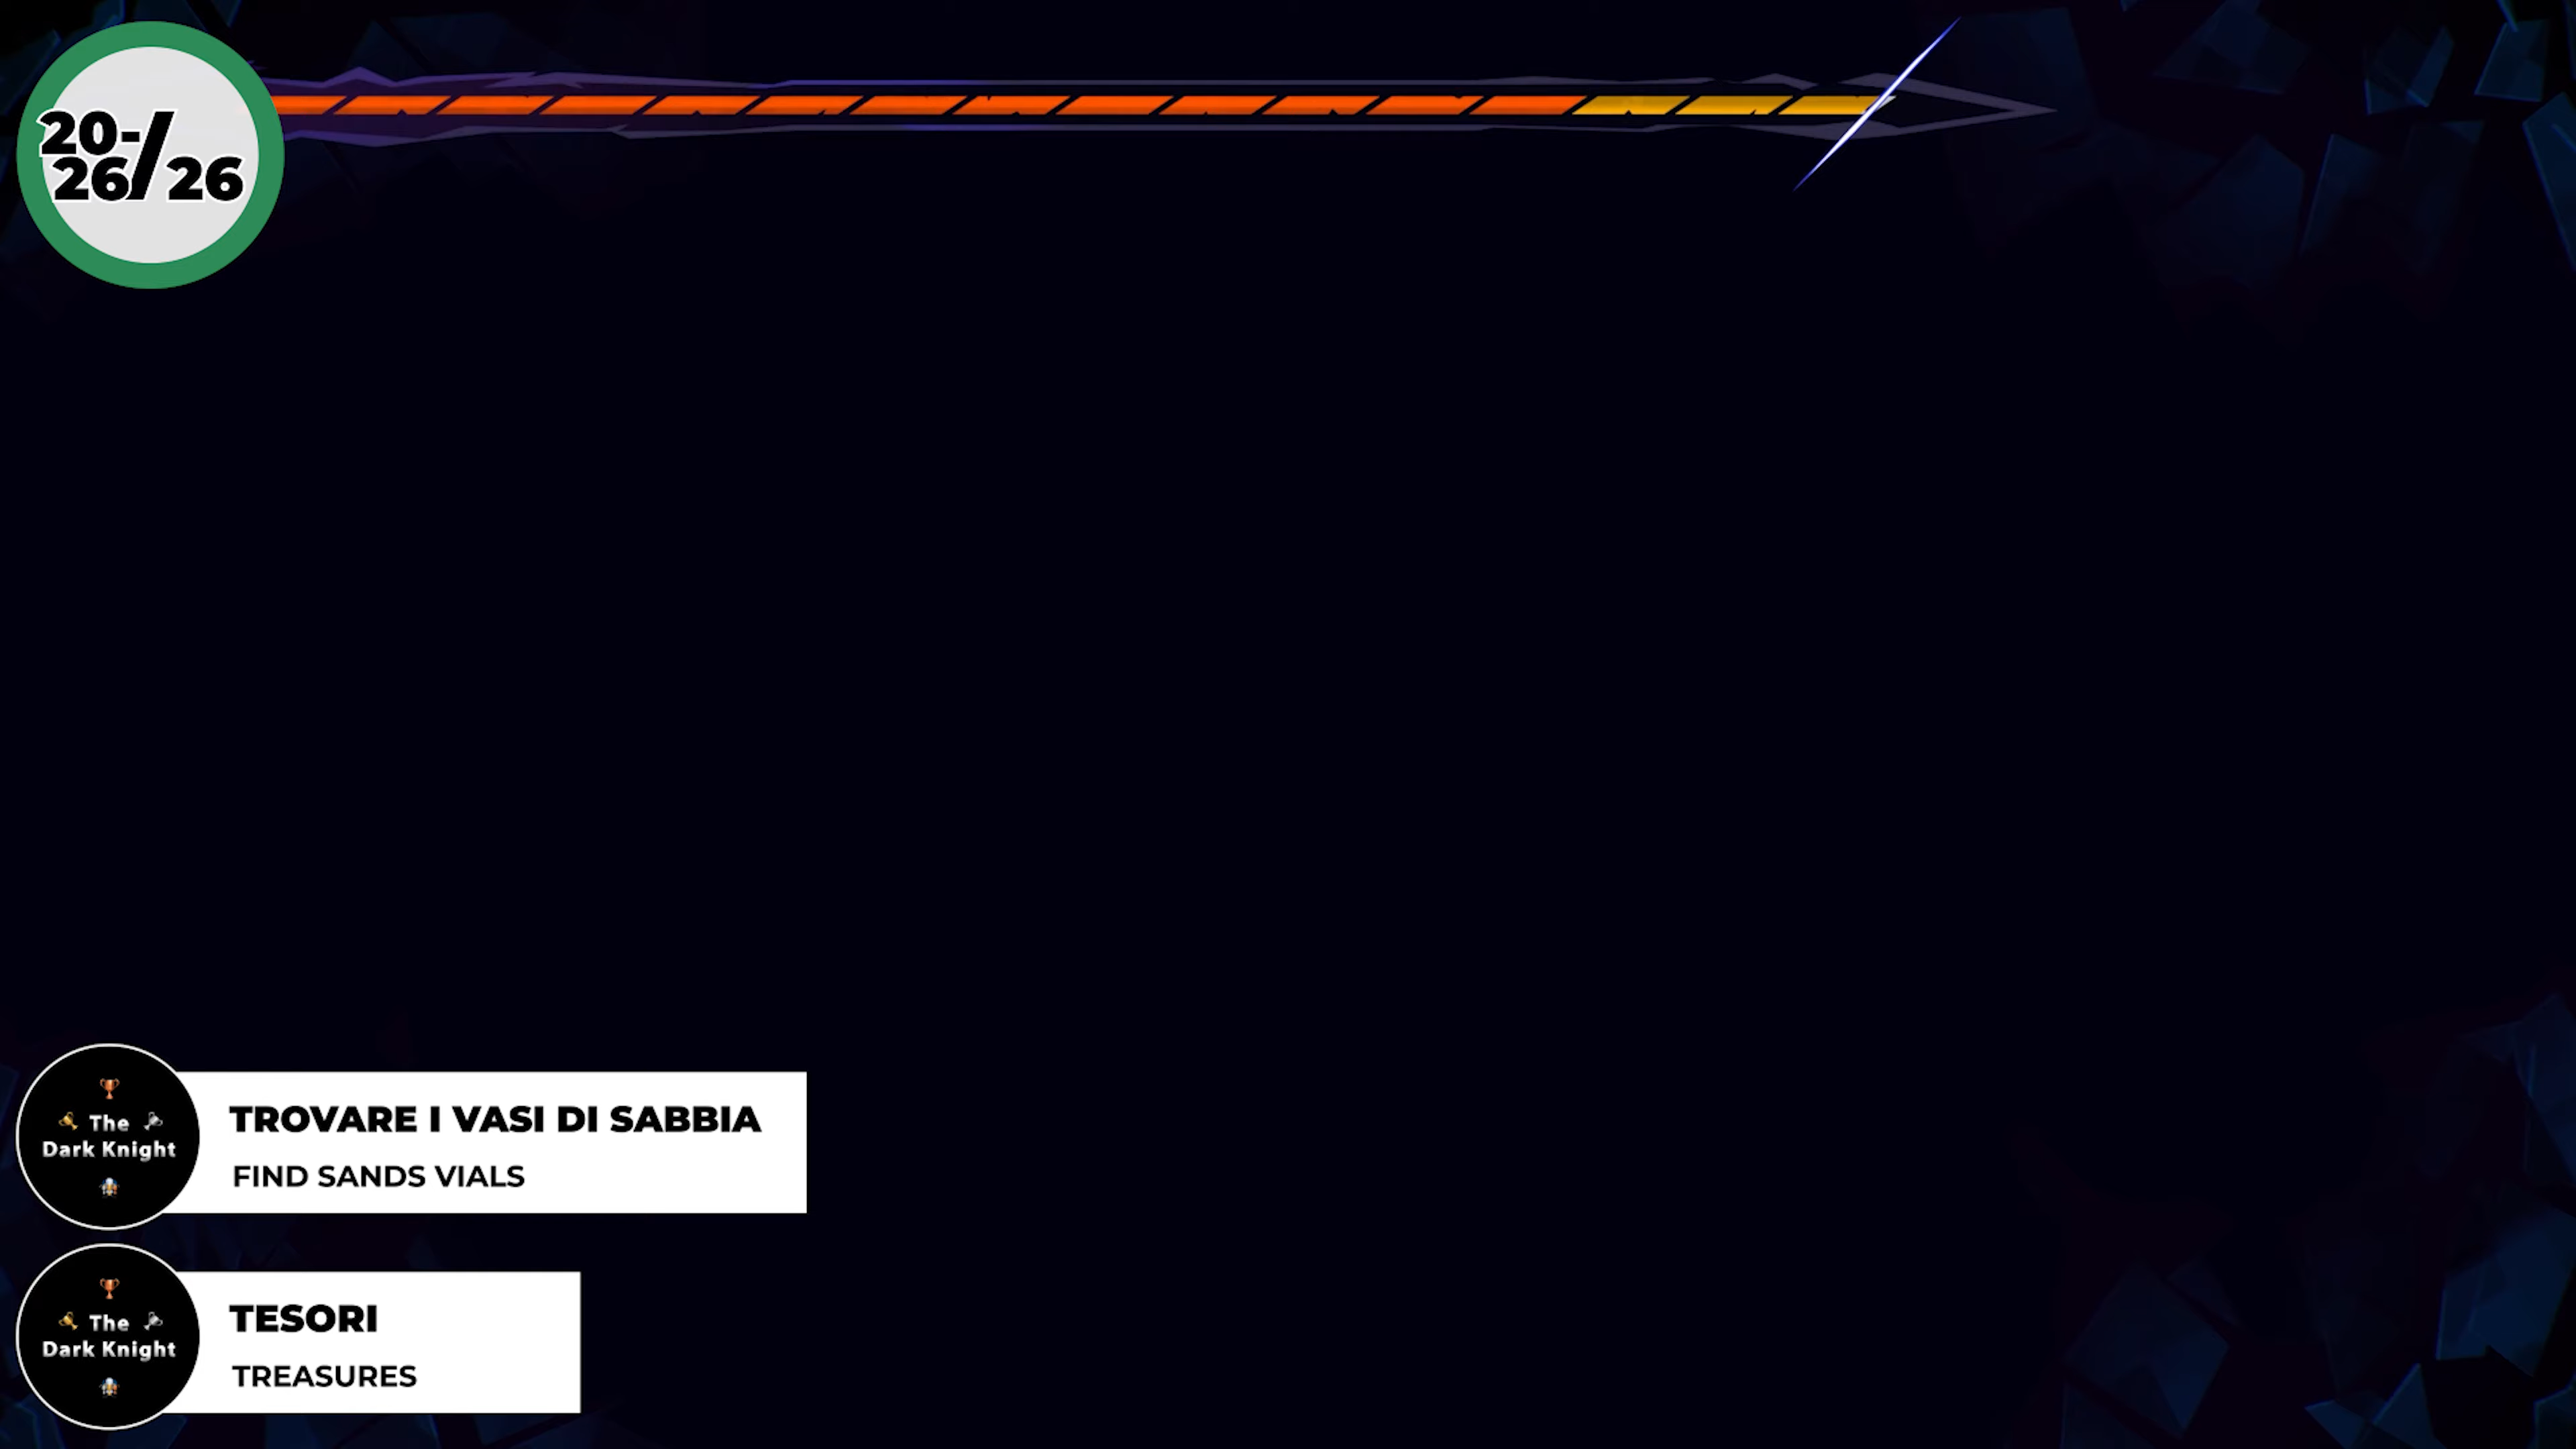 20-
26/26
The
Dark Knight
TROVARE I VASI DI SABBIA
FIND SANDS VIALS
The
Dark Knight
TESORI
TREASURES